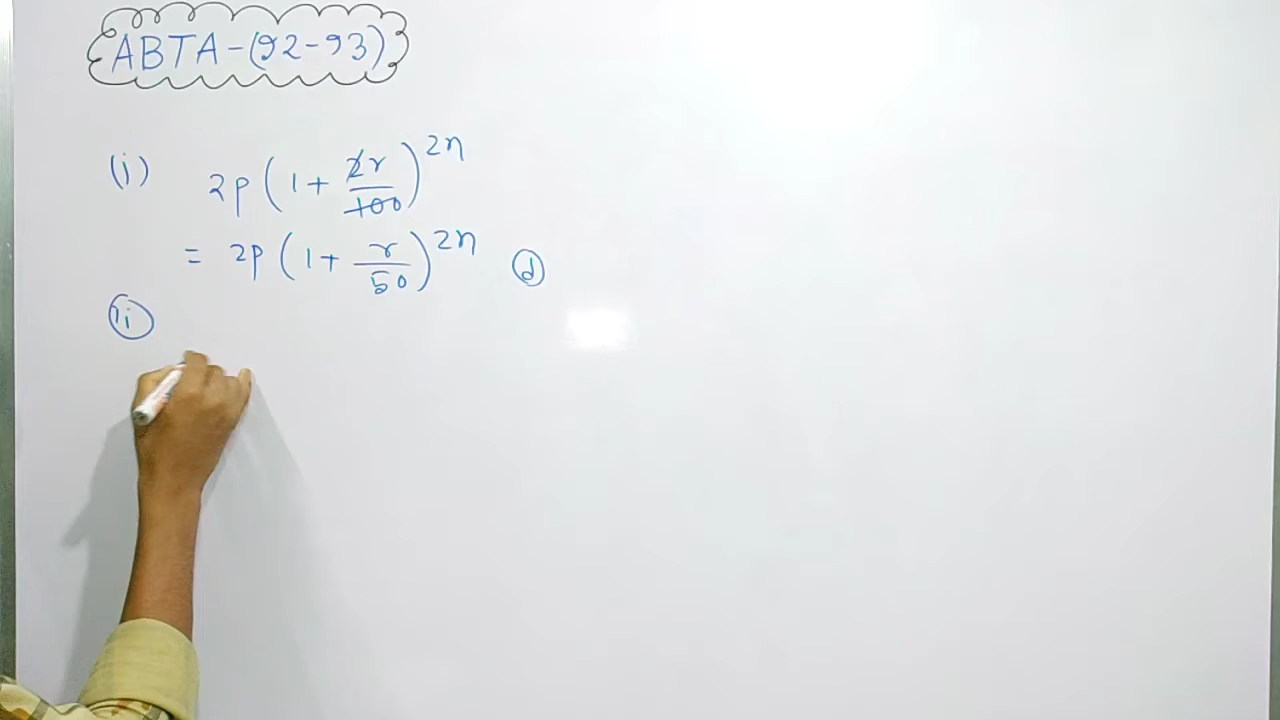 ABTA-(92-93)
(i) 2p(1+2r/100)^2n
= 2p(1+r/50)^2n (d)
(ii)